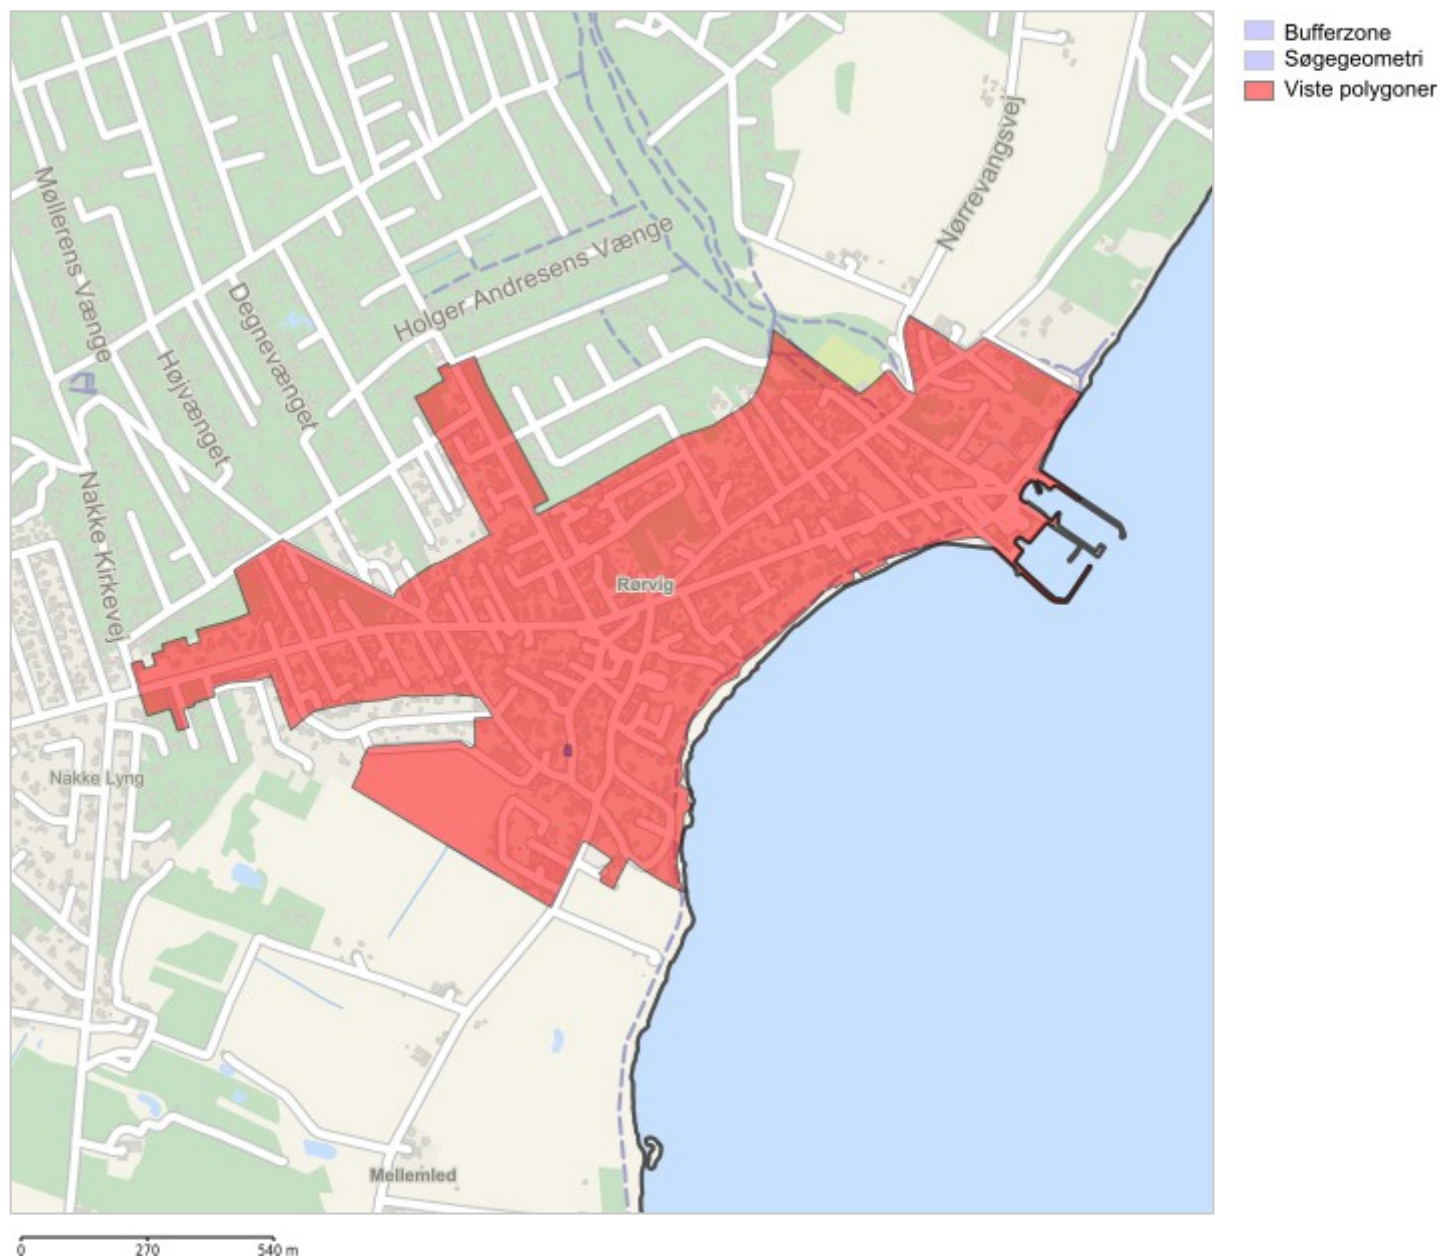 Bufferzone
Søgegeometri
Viste polygoner
Nørrevangsvej
Møllerens Vænge
Holger Andresens Vænge
Degnevænget
Højvænget
Nakke Kirkevej
Rørvig
Nakke Lyng
Mellemled
0 270 540 m